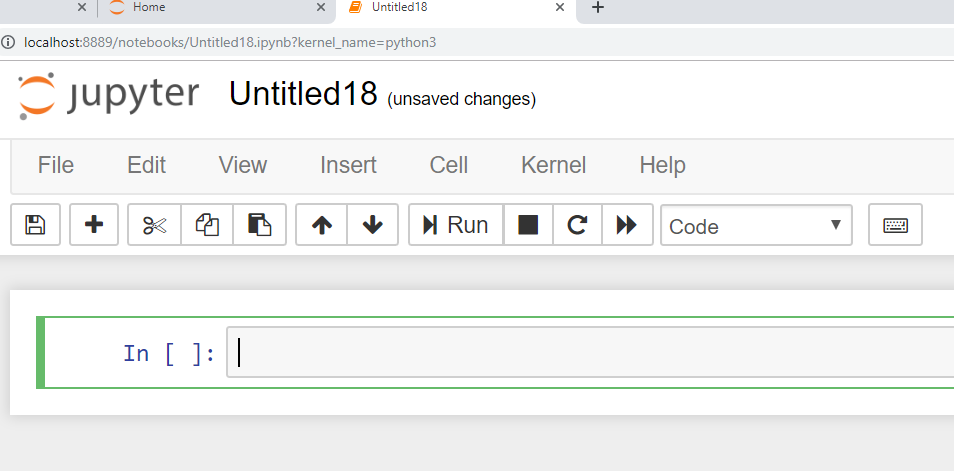 Home Untitled18
localhost:8889/notebooks/Untitled18.ipynb?kernel_name=python3
jupyter Untitled18 (unsaved changes)
File Edit View Insert Cell Kernel Help
Run Code
In [ ]: